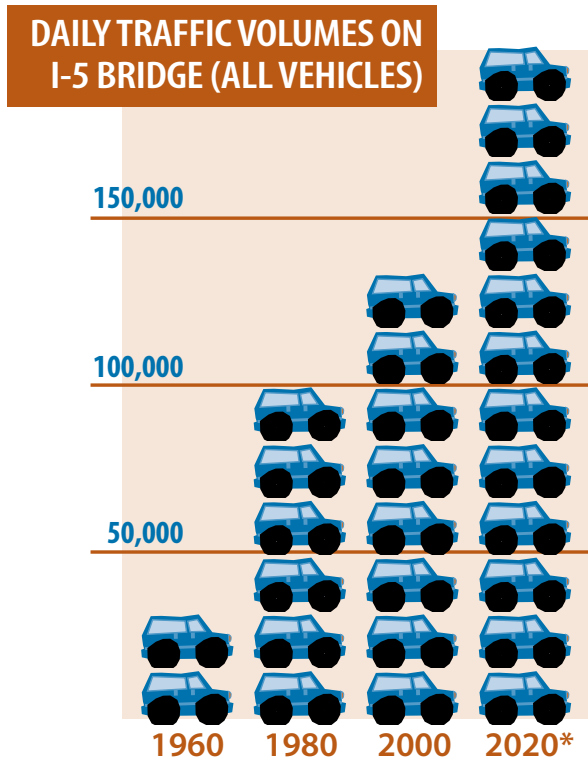 DAILY TRAFFIC VOLUMES ON
I-5 BRIDGE (ALL VEHICLES)
150,000
100,000
50,000
1960 1980 2000 2020*